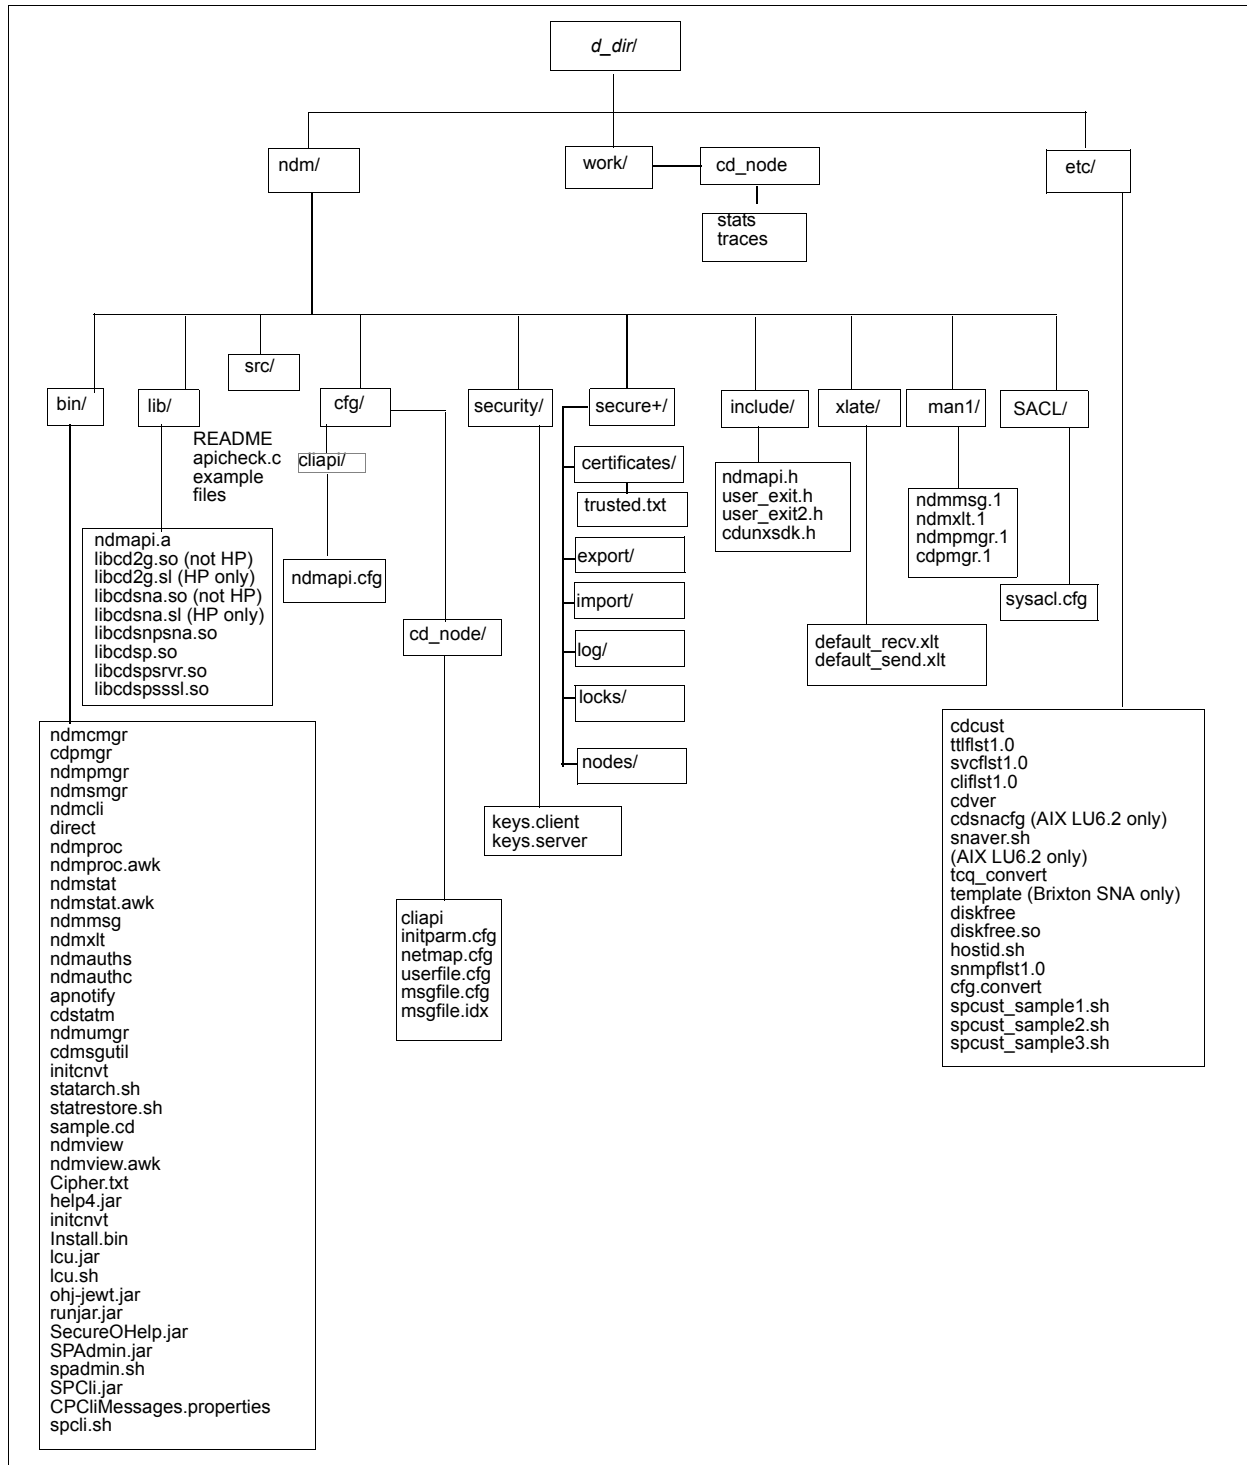 d_dir/
ndm/
work/
cd_node
etc/
stats
traces
bin/
lib/
src/
cfg/
security/
secure+/
include/
xlate/
man1/
SACL/
README
apicheck.c
example
files
cliapi/
ndmapi.cfg
cd_node/
certificates/
trusted.txt
export/
import/
log/
locks/
nodes/
ndmapi.h
user_exit.h
user_exit2.h
cdunxsdk.h
ndmmsg.1
ndmxlt.1
ndmpmgr.1
cdpmgr.1
sysacl.cfg
default_recv.xlt
default_send.xlt
ndmapi.a
libcd2g.so (not HP)
libcd2g.sl (HP only)
libcdsna.so (not HP)
libcdsna.sl (HP only)
libcdsnpsna.so
libcdsp.so
libcdspsrvr.so
libcdspsssl.so
keys.client
keys.server
cliapi
initparm.cfg
netmap.cfg
userfile.cfg
msgfile.cfg
msgfile.idx
ndmcmgr
cdpmgr
ndmpmgr
ndmsmgr
ndmcli
direct
ndmproc
ndmproc.awk
ndmstat
ndmstat.awk
ndmmsg
ndmxlt
ndmauths
ndmauthc
apnotify
cdstatm
ndmumgr
cdmsgutil
initcnvt
statarch.sh
statrestore.sh
sample.cd
ndmview
ndmview.awk
Cipher.txt
help4.jar
initcnvt
Install.bin
lcu.jar
lcu.sh
ohj-jewt.jar
runjar.jar
SecureOHelp.jar
SPAdmin.jar
spadmin.sh
SPCli.jar
CPCliMessages.properties
spcli.sh
cdcust
ttlflst1.0
svcflst1.0
cliflst1.0
cdver
cdsnacfg (AIX LU6.2 only)
snaver.sh
(AIX LU6.2 only)
tcq_convert
template (Brixton SNA only)
diskfree
diskfree.so
hostid.sh
snmpflst1.0
cfg.convert
spcust_sample1.sh
spcust_sample2.sh
spcust_sample3.sh